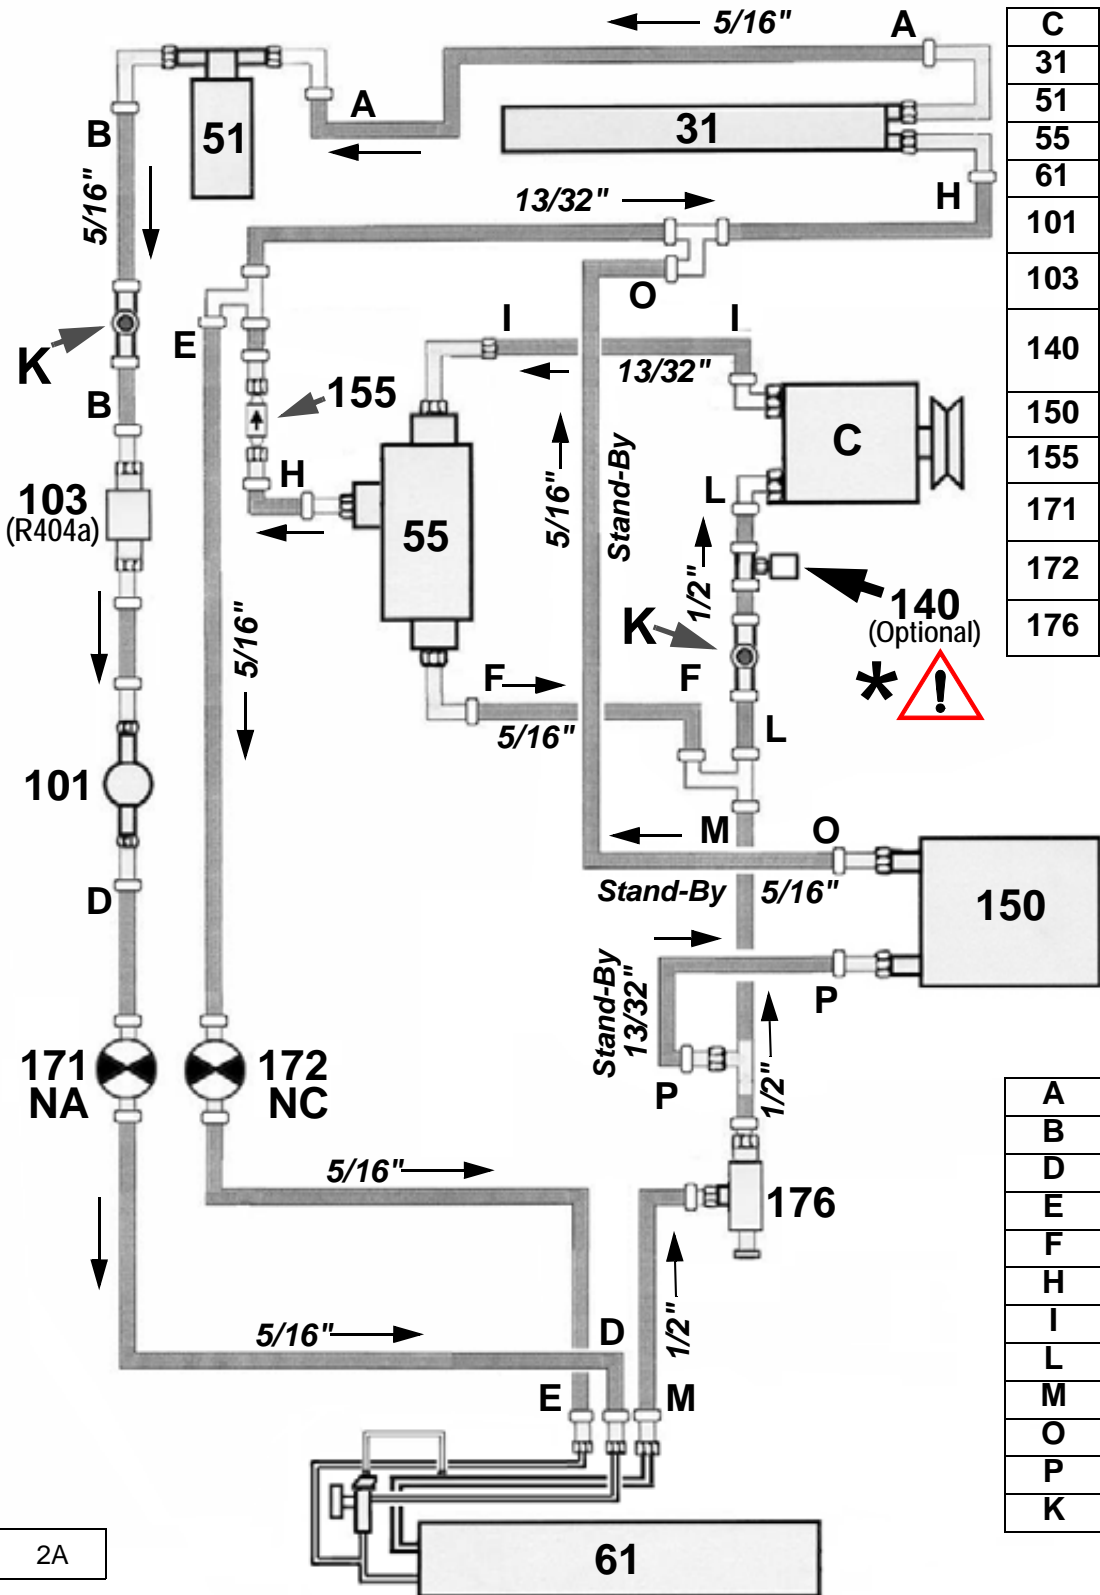 5/16"
A
C
31
51
55
61
101
103
140
150
155
171
172
176
51
A
31
B
5/16"
13/32"
H
O
E
I
I
K
13/32"
155
B
C
H
L
103
(R404a)
55
5/16"
Stand-By
1/2"
140
(Optional)
K
* !
5/16"
F
F
5/16"
L
101
M
O
D
Stand-By 5/16"
150
Stand-By
13/32"
P
171
NA
172
NC
P
1/2"
A
B
D
E
F
H
I
L
M
O
P
K
5/16"
176
5/16"
D
1/2"
E
M
2A
61